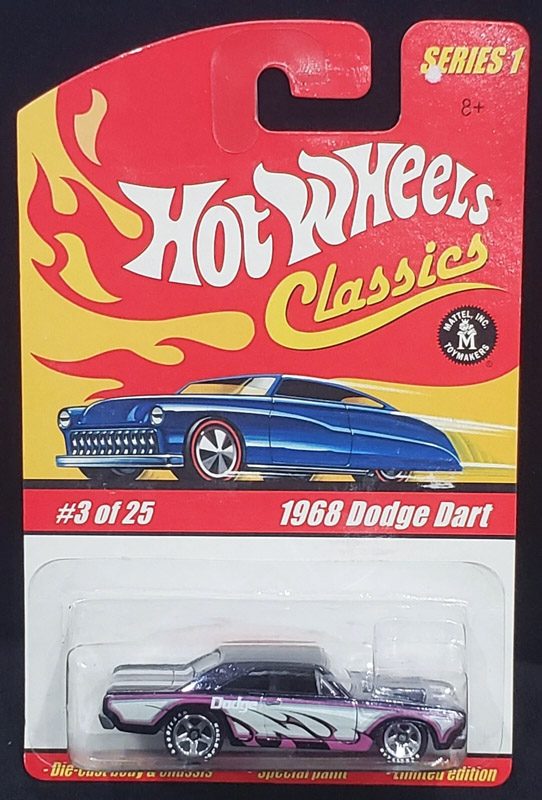 SERIES 1
8+
Hot Wheels®
Classics
MATTEL, INC.
M
TOYMAKERS
®
#3 of 25 1968 Dodge Dart
Dodge
- Die-cast body & chassis - Special paint - Limited edition